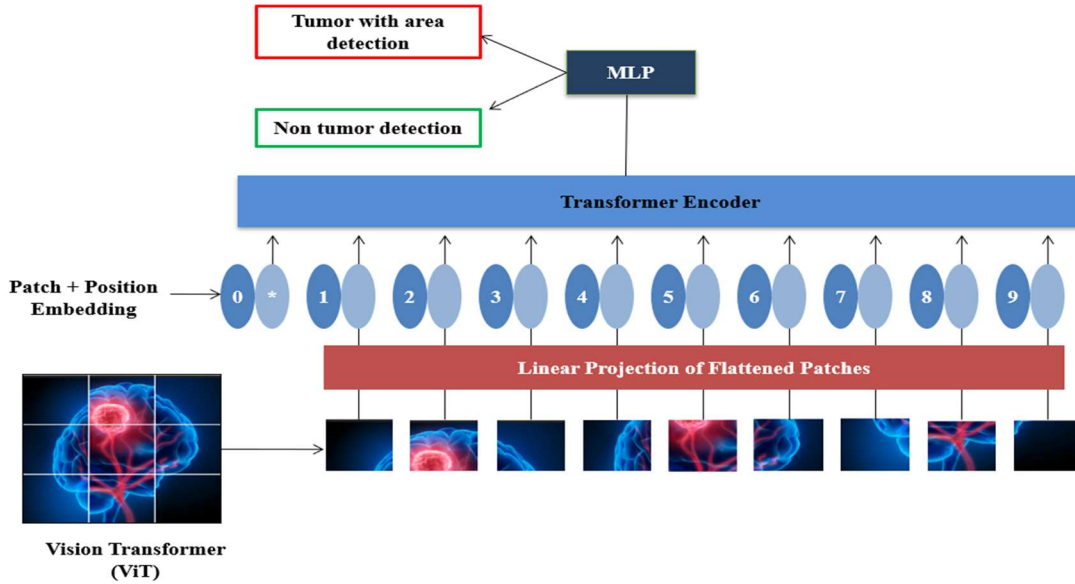 Tumor with area
detection
MLP
Non tumor detection
Transformer Encoder
Patch + Position
Embedding
0 * 1 2 3 4 5 6 7 8 9
Linear Projection of Flattened Patches
Vision Transformer
(ViT)